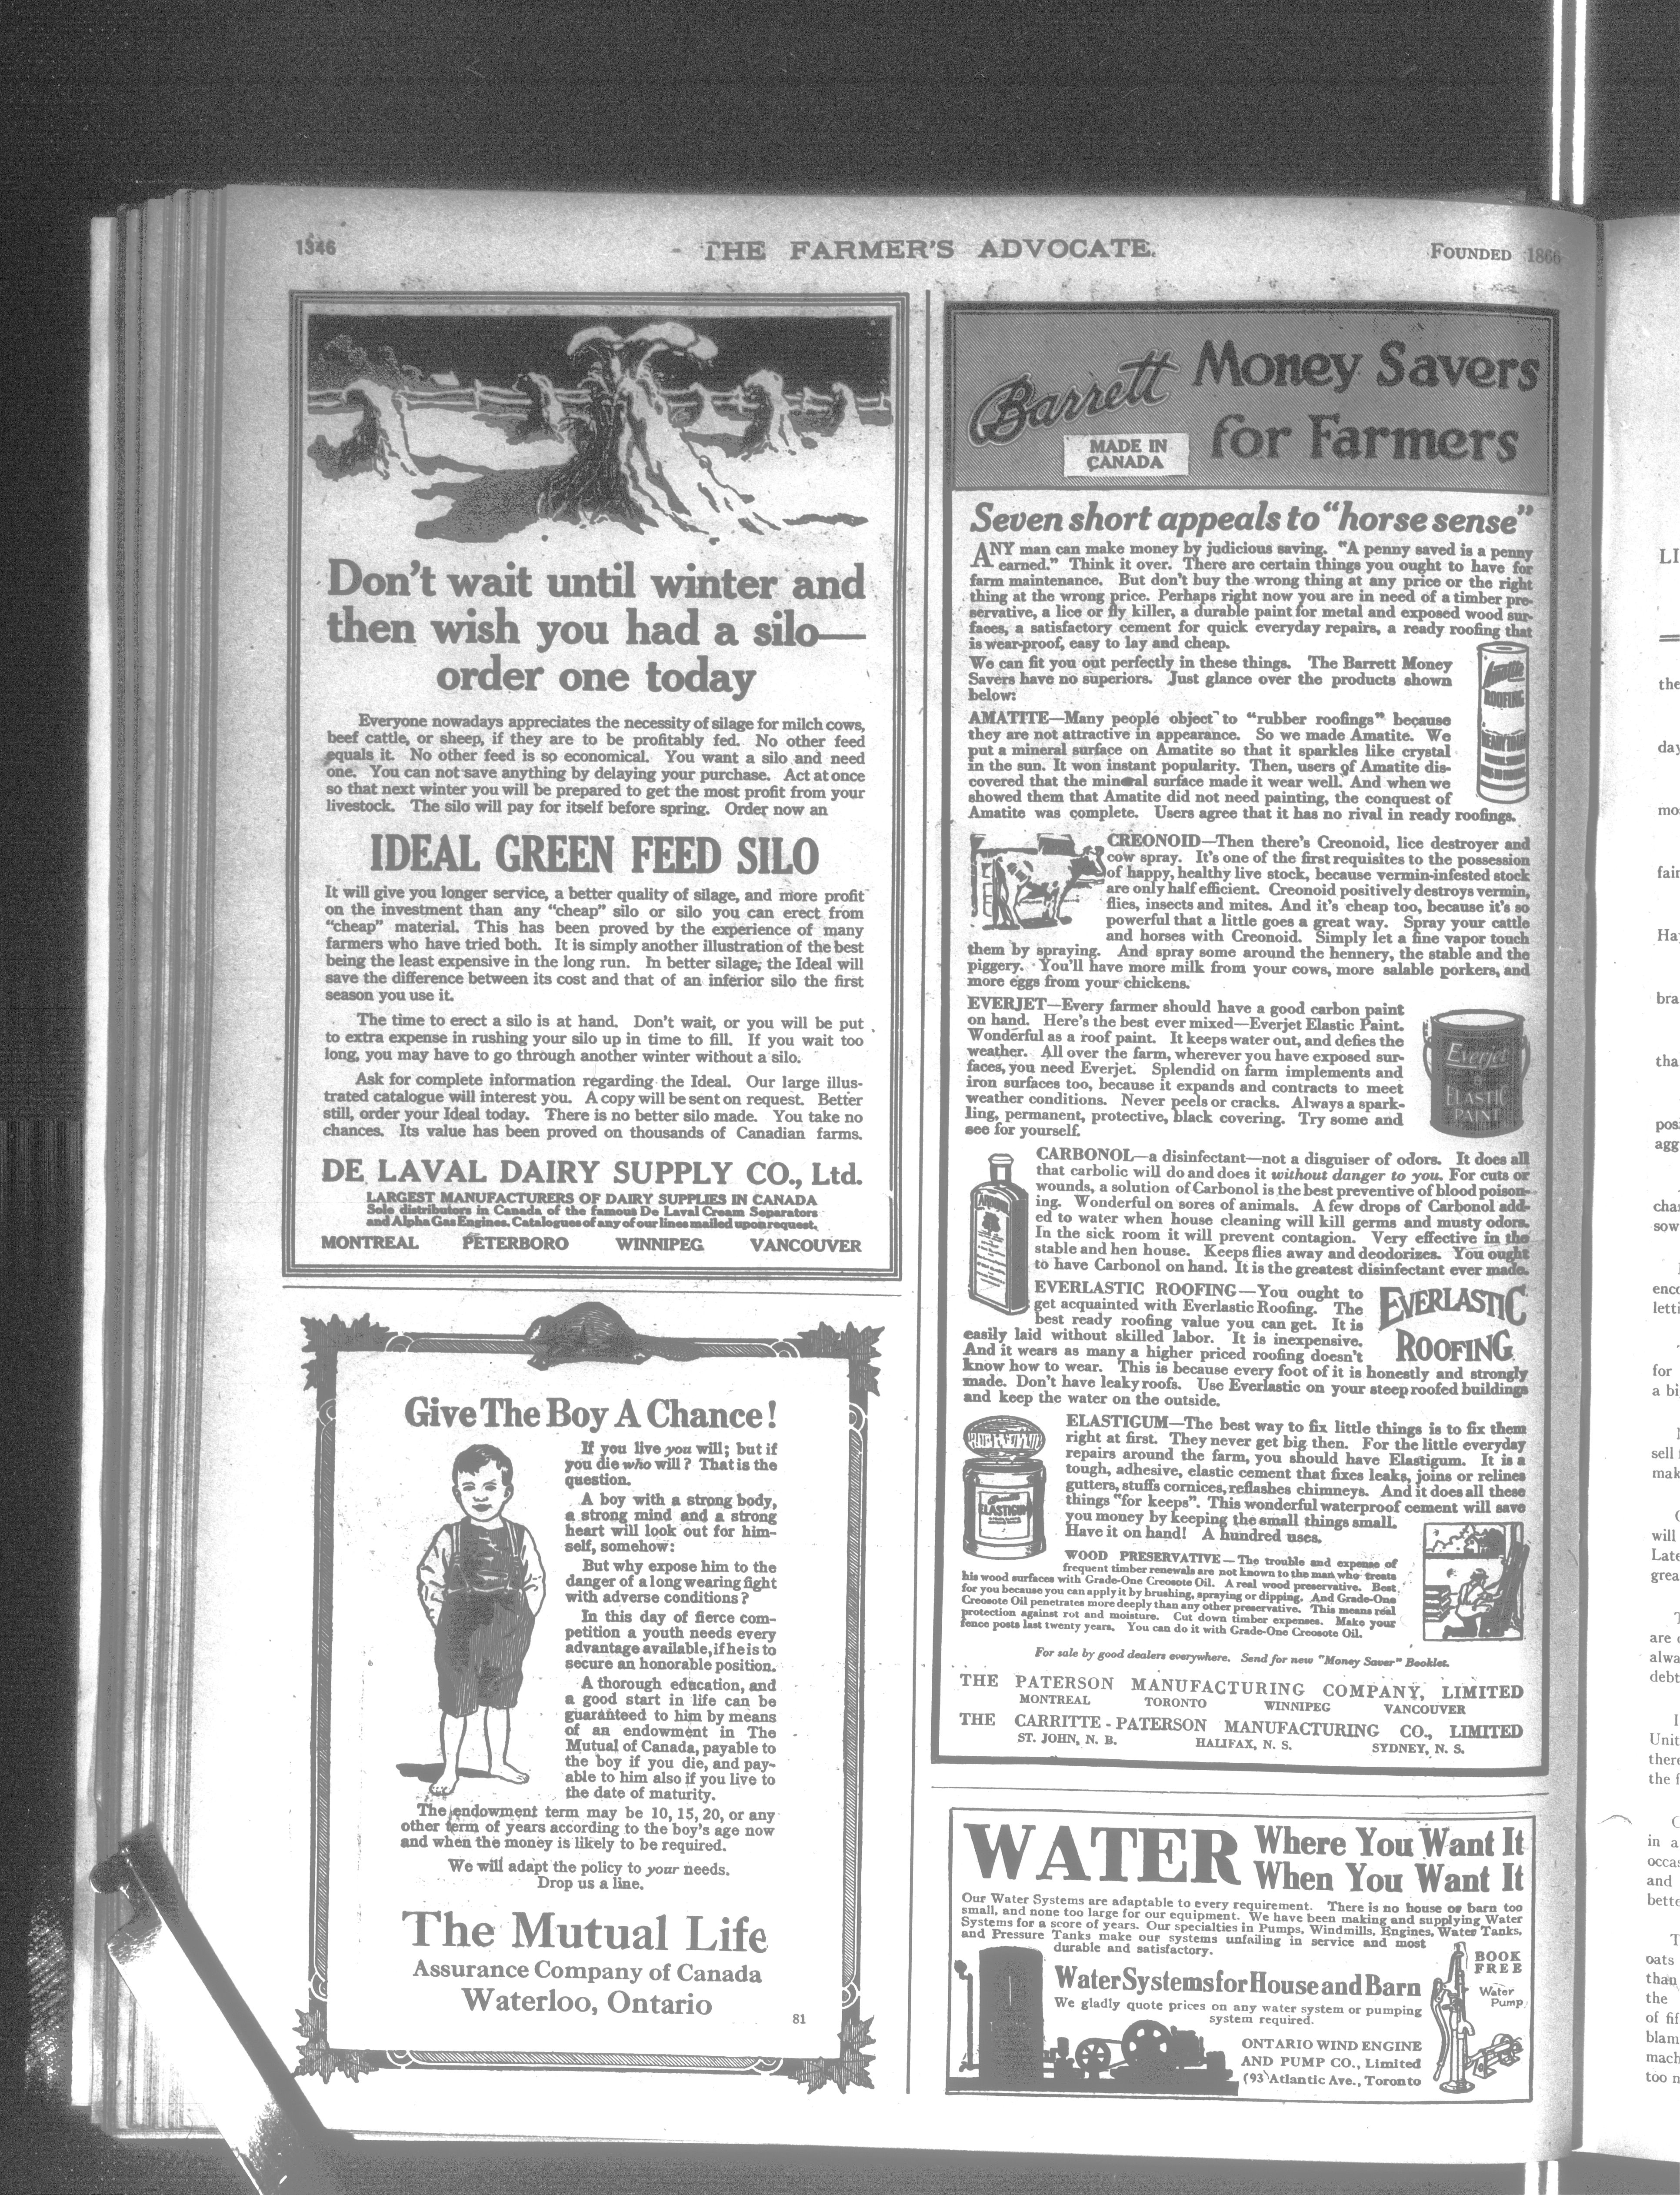 1346
THE FARMER'S ADVOCATE.
FOUNDED 1866
Don't wait until winter and
then wish you had a silo—
order one today
Everyone nowadays appreciates the necessity of silage for milch cows,
beef cattle, or sheep, if they are to be profitably fed. No other feed
equals it. No other feed is so economical. You want a silo and need
one. You can not save anything by delaying your purchase. Act at once
so that next winter you will be prepared to get the most profit from your
livestock. The silo will pay for itself before spring. Order now an
IDEAL GREEN FEED SILO
It will give you longer service, a better quality of silage, and more profit
on the investment than any "cheap" silo or silo you can erect from
"cheap" material. This has been proved by the experience of many
farmers who have tried both. It is simply another illustration of the best
being the least expensive in the long run. In better silage, the Ideal will
save the difference between its cost and that of an inferior silo the first
season you use it.
The time to erect a silo is at hand. Don't wait, or you will be put
to extra expense in rushing your silo up in time to fill. If you wait too
long, you may have to go through another winter without a silo.
Ask for complete information regarding the Ideal. Our large illus-
trated catalogue will interest you. A copy will be sent on request. Better
still, order your Ideal today. There is no better silo made. You take no
chances. Its value has been proved on thousands of Canadian farms.
DE LAVAL DAIRY SUPPLY CO., Ltd.
LARGEST MANUFACTURERS OF DAIRY SUPPLIES IN CANADA
Sole distributors in Canada of the famous De Laval Cream Separators
and Alpha Gas Engines. Catalogues of any of our lines mailed upon request.
MONTREAL PETERBORO WINNIPEG VANCOUVER
Give The Boy A Chance!
If you live you will; but if
you die who will? That is the
question.
A boy with a strong body,
a strong mind and a strong
heart will look out for him-
self, somehow:
But why expose him to the
danger of a long wearing fight
with adverse conditions?
In this day of fierce com-
petition a youth needs every
advantage available, if he is to
secure an honorable position.
A thorough education, and
a good start in life can be
guaranteed to him by means
of an endowment in The
Mutual of Canada, payable to
the boy if you die, and pay-
able to him also if you live to
the date of maturity.
The endowment term may be 10, 15, 20, or any
other term of years according to the boy's age now
and when the money is likely to be required.
We will adapt the policy to your needs.
Drop us a line.
The Mutual Life
Assurance Company of Canada
Waterloo, Ontario
81
Barrett Money Savers
for Farmers
MADE IN
CANADA
Seven short appeals to "horse sense"
ANY man can make money by judicious saving. "A penny saved is a penny
earned." Think it over. There are certain things you ought to have for
farm maintenance. But don't buy the wrong thing at any price or the right
thing at the wrong price. Perhaps right now you are in need of a timber pre-
servative, a lice or fly killer, a durable paint for metal and exposed wood sur-
faces, a satisfactory cement for quick everyday repairs, a ready roofing that
is wear-proof, easy to lay and cheap.
We can fit you out perfectly in these things. The Barrett Money
Savers have no superiors. Just glance over the products shown
below:
Amatite
ROOFING
AMATITE—Many people object to "rubber roofings" because
they are not attractive in appearance. So we made Amatite. We
put a mineral surface on Amatite so that it sparkles like crystal
in the sun. It won instant popularity. Then, users of Amatite dis-
covered that the mineral surface made it wear well. And when we
showed them that Amatite did not need painting, the conquest of
Amatite was complete. Users agree that it has no rival in ready roofings.
CREONOID—Then there's Creonoid, lice destroyer and
cow spray. It's one of the first requisites to the possession
of happy, healthy live stock, because vermin-infested stock
are only half efficient. Creonoid positively destroys vermin,
flies, insects and mites. And it's cheap too, because it's so
powerful that a little goes a great way. Spray your cattle
and horses with Creonoid. Simply let a fine vapor touch
them by spraying. And spray some around the hennery, the stable and the
piggery. You'll have more milk from your cows, more salable porkers, and
more eggs from your chickens.
EVERJET—Every farmer should have a good carbon paint
on hand. Here's the best ever mixed—Everjet Elastic Paint.
Wonderful as a roof paint. It keeps water out, and defies the
weather. All over the farm, wherever you have exposed sur-
faces, you need Everjet. Splendid on farm implements and
iron surfaces too, because it expands and contracts to meet
weather conditions. Never peels or cracks. Always a spark-
ling, permanent, protective, black covering. Try some and
see for yourself.
Everjet
ELASTIC
PAINT
CARBONOL—a disinfectant—not a disguiser of odors. It does all
that carbolic will do and does it without danger to you. For cuts or
wounds, a solution of Carbonol is the best preventive of blood poison-
ing. Wonderful on sores of animals. A few drops of Carbonol add-
ed to water when house cleaning will kill germs and musty odors.
In the sick room it will prevent contagion. Very effective in the
stable and hen house. Keeps flies away and deodorizes. You ought
to have Carbonol on hand. It is the greatest disinfectant ever made.
EVERLASTIC ROOFING—You ought to
get acquainted with Everlastic Roofing. The
best ready roofing value you can get. It is
easily laid without skilled labor. It is inexpensive.
And it wears as many a higher priced roofing doesn't
know how to wear. This is because every foot of it is honestly and strongly
made. Don't have leaky roofs. Use Everlastic on your steep roofed buildings
and keep the water on the outside.
EVERLASTIC
ROOFING
ELASTIGUM—The best way to fix little things is to fix them
right at first. They never get big then. For the little everyday
repairs around the farm, you should have Elastigum. It is a
tough, adhesive, elastic cement that fixes leaks, joins or relines
gutters, stuffs cornices, reflashes chimneys. And it does all these
things "for keeps". This wonderful waterproof cement will save
you money by keeping the small things small.
Have it on hand! A hundred uses.
ELASTIGUM
WOOD PRESERVATIVE—The trouble and expense of
frequent timber renewals are not known to the man who treats
his wood surfaces with Grade-One Creosote Oil. A real wood preservative. Best
for you because you can apply it by brushing, spraying or dipping. And Grade-One
Creosote Oil penetrates more deeply than any other preservative. This means real
protection against rot and moisture. Cut down timber expenses. Make your
fence posts last twenty years. You can do it with Grade-One Creosote Oil.
For sale by good dealers everywhere. Send for new "Money Saver" Booklet.
THE PATERSON MANUFACTURING COMPANY, LIMITED
MONTREAL TORONTO WINNIPEG VANCOUVER
THE CARRITTE-PATERSON MANUFACTURING CO., LIMITED
ST. JOHN, N. B. HALIFAX, N. S. SYDNEY, N. S.
WATER Where You Want It
When You Want It
Our Water Systems are adaptable to every requirement. There is no house or barn too
small, and none too large for our equipment. We have been making and supplying Water
Systems for a score of years. Our specialties in Pumps, Windmills, Engines, Water Tanks,
and Pressure Tanks make our systems unfailing in service and most
durable and satisfactory.
BOOK
FREE
Water
Pump
Water Systems for House and Barn
We gladly quote prices on any water system or pumping
system required.
ONTARIO WIND ENGINE
AND PUMP CO., Limited
(93 Atlantic Ave., Toronto